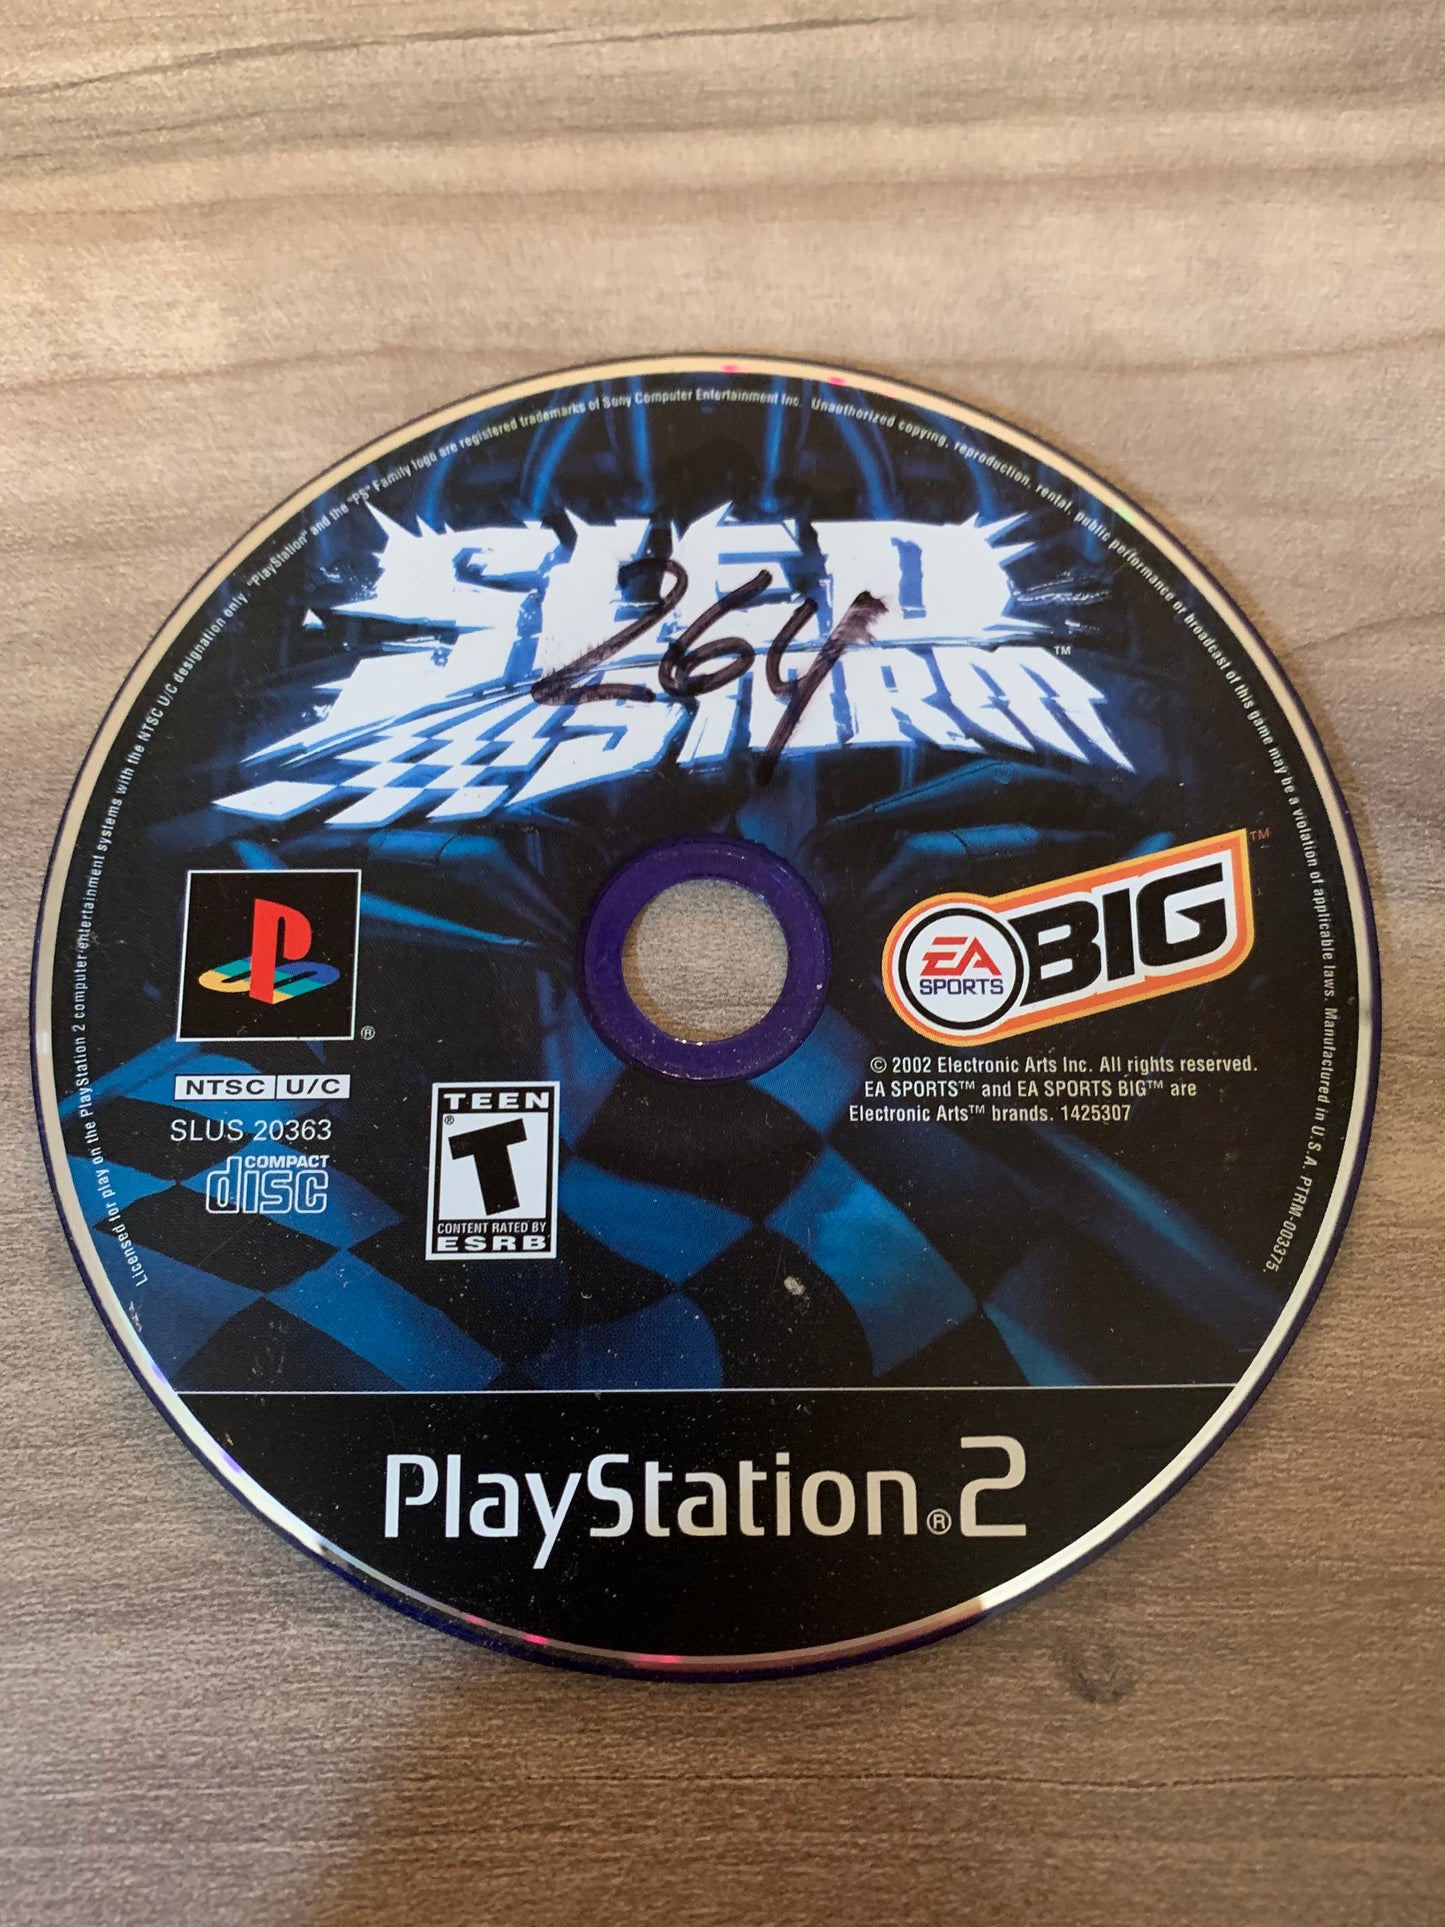 Licensed for play on the PlayStation 2 computer entertainment systems with the NTSC U/C designation only. "PlayStation" and the "PS" Family logo are registered trademarks of Sony Computer Entertainment Inc. Unauthorized copying, reproduction, rental, public performance or broadcast of this game may be a violation of applicable laws. Manufactured in U.S.A. PTRM-003375.
SLED
STORM™
264
EA SPORTS BIG™
®
NTSC U/C
SLUS 20363
COMPACT
disc
TEEN
®
T
CONTENT RATED BY
ESRB
© 2002 Electronic Arts Inc. All rights reserved.
EA SPORTS™ and EA SPORTS BIG™ are
Electronic Arts™ brands. 1425307
PlayStation®2